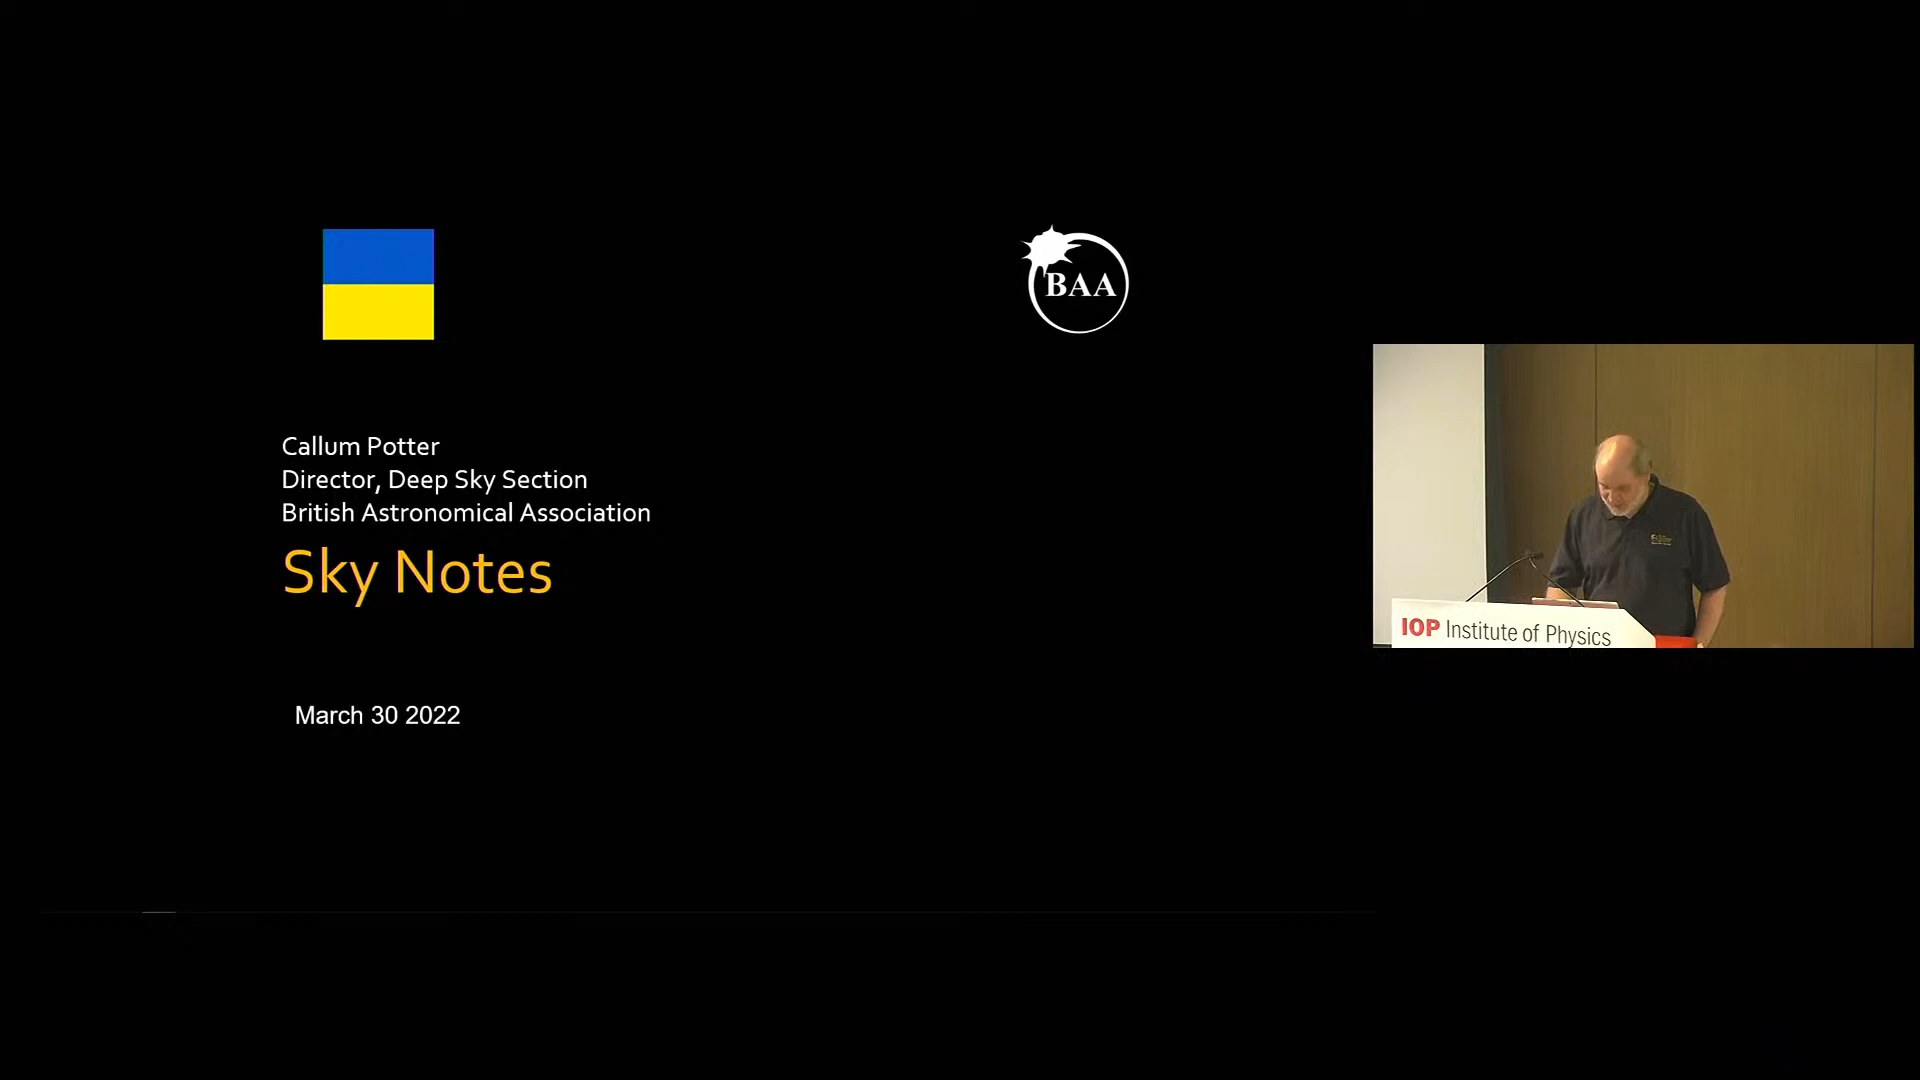 BAA
Callum Potter
Director, Deep Sky Section
British Astronomical Association
Sky Notes
March 30 2022
IOP Institute of Physics